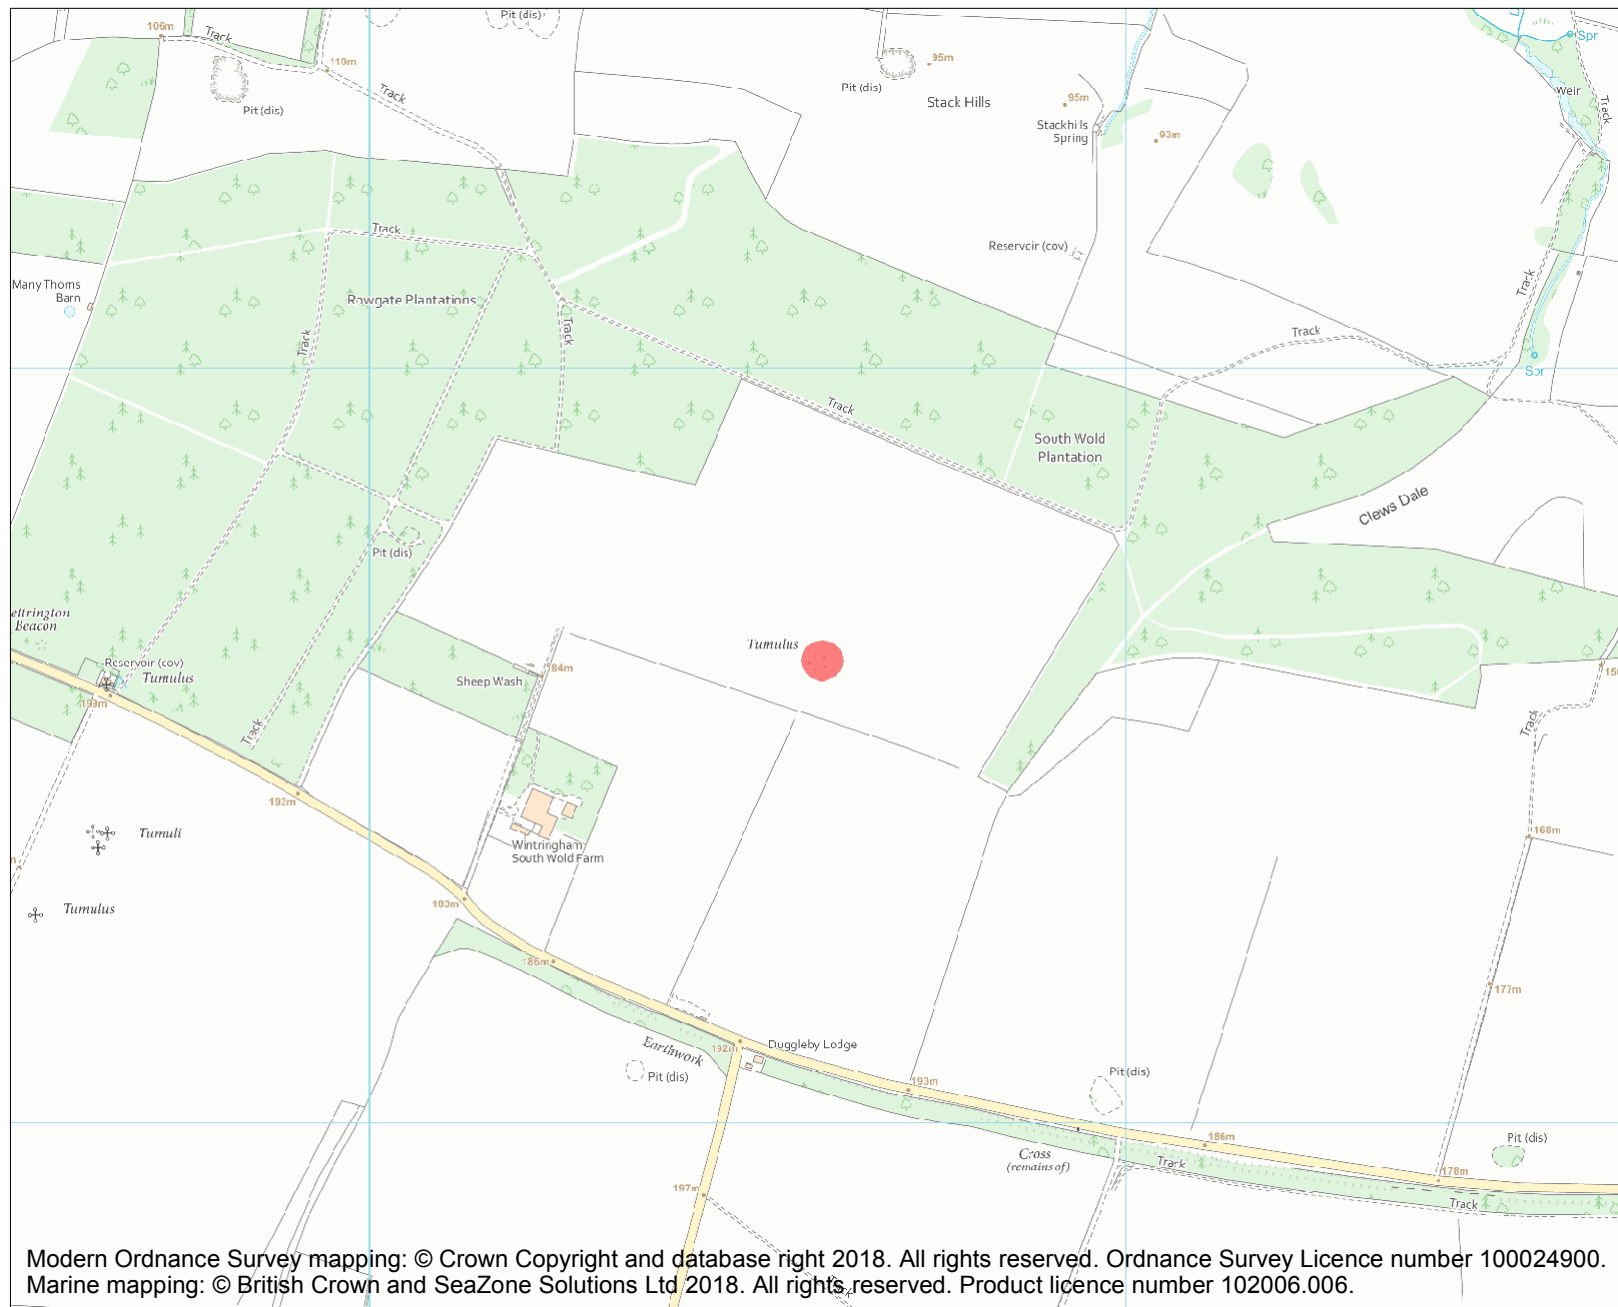 Pit (dis)
106m
Track
110m
Track
Pit (dis)
95m
Pit (dis)
Stack Hills
95m
Stackhills
Spring
93m
Spr
Weir
Track
Track
Reservoir (cov)
Many Thorns
Barn
Rowgate Plantations
Track
Track
Track
Track
Spr
Track
South Wold
Plantation
Clews Dale
Pit (dis)
Beacon
Reservoir (cov)
Tumulus
199m
Track
Sheep Wash
84m
Tumulus
Track
193m
Tumuli
Tumulus
Wintringham
South Wold Farm
168m
183m
186m
177m
Earthwork
192m
Duggleby Lodge
Pit (dis)
193m
Pit (dis)
Cross
(remains of)
186m
Track
Pit (dis)
178m
Track
197m
Track
Modern Ordnance Survey mapping: © Crown Copyright and database right 2018. All rights reserved. Ordnance Survey Licence number 100024900.
Marine mapping: © British Crown and SeaZone Solutions Ltd 2018. All rights reserved. Product licence number 102006.006.